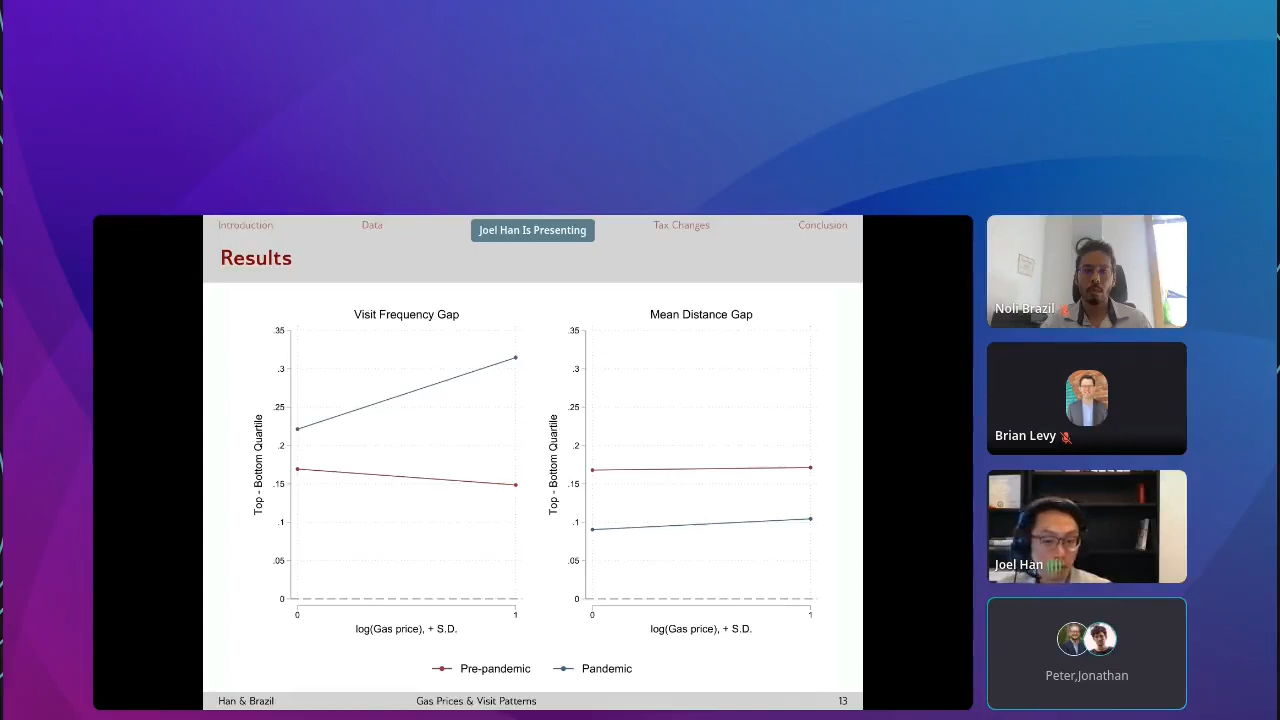 Introduction
Data
Joel Han Is Presenting
Tax Changes
Conclusion
Results
Visit Frequency Gap
Top - Bottom Quartile
.35
.3
.25
.2
.15
.1
.05
0
0
1
log(Gas price), + S.D.
Mean Distance Gap
Top - Bottom Quartile
.35
.3
.25
.2
.15
.1
.05
0
0
1
log(Gas price), + S.D.
Pre-pandemic
Pandemic
Han & Brazil
Gas Prices & Visit Patterns
13
Noli Brazil
Brian Levy
Joel Han
Peter,Jonathan